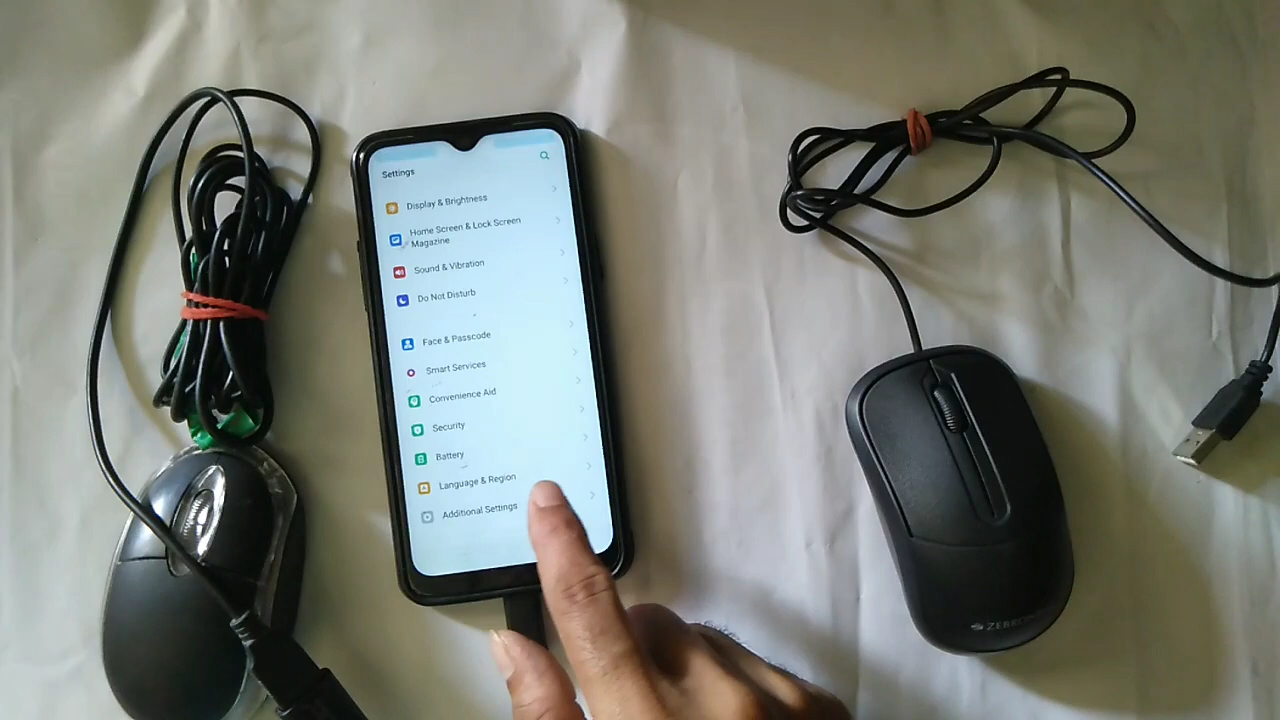 Settings
Display & Brightness
Home Screen & Lock Screen
Magazine
Sound & Vibration
Do Not Disturb
Face & Passcode
Smart Services
Convenience Aid
Security
Battery
Language & Region
Additional Settings